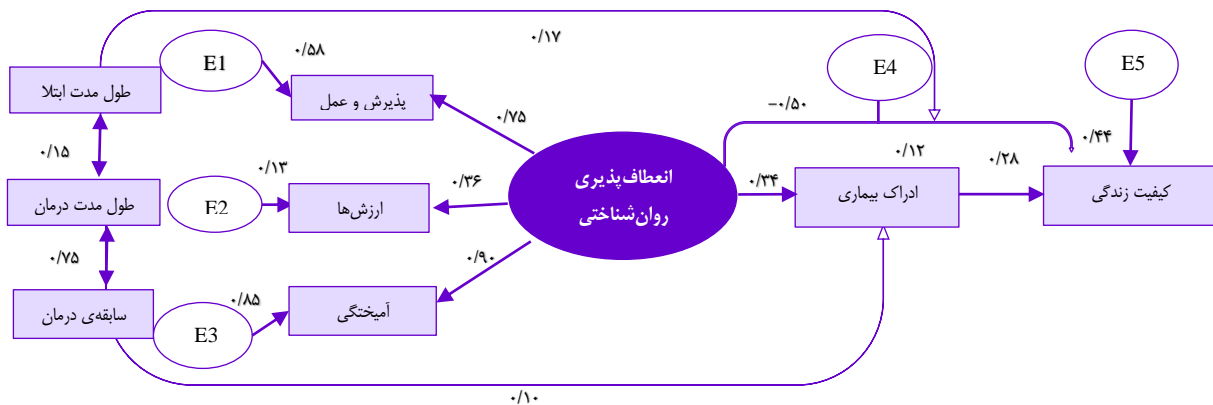 ۰/۱۷
۰/۵۸
E1
E4
E5
طول مدت ابتلا
پذیرش و عمل
-۰/۵۰
۰/۷۵
۰/۱۵
۰/۱۳
۰/۳۶
انعطاف‌پذیری
روان‌شناختی
۰/۳۴
۰/۱۲
۰/۲۸
۰/۴۴
طول مدت درمان
E2
ارزش‌ها
ادراک بیماری
کیفیت زندگی
۰/۷۵
۰/۹۰
۰/۸۵
سابقه‌ی درمان
E3
آمیختگی
۰/۱۰